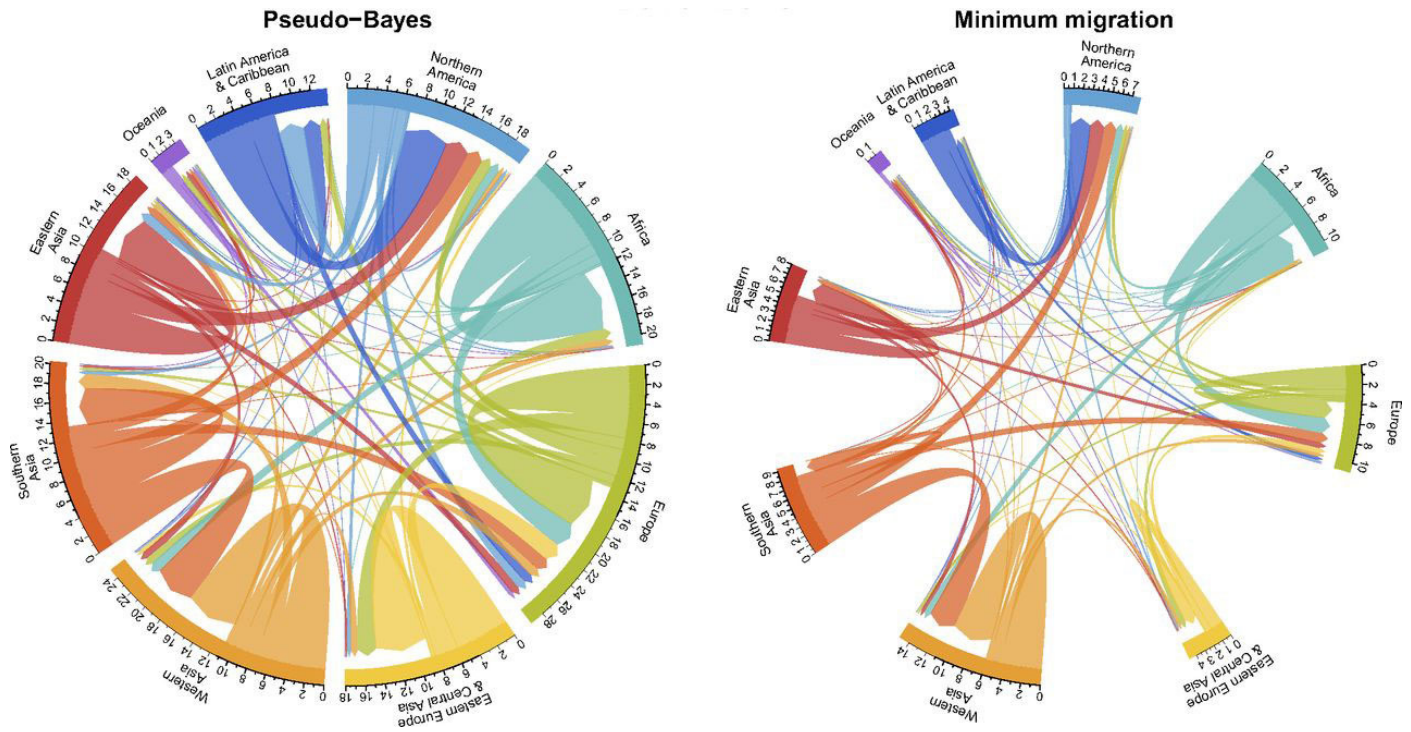 Pseudo−Bayes
Latin America
& Caribbean
0 2 4 6 8 10 12
Northern
America
0 2 4 6 8 10 12 14 16 18
Africa
0 2 4 6 8 10 12 14 16 18 20
Europe
0 2 4 6 8 10 12 14 16 18 20 22 24 26 28
Eastern Europe
& Central Asia
0 2 4 6 8 10 12 14 16 18
Western
Asia
0 2 4 6 8 10 12 14 16 18 20 22 24
Southern
Asia
0 2 4 6 8 10 12 14 16 18 20
Eastern
Asia
0 2 4 6 8 10 12 14 16 18
Oceania
0 1 2 3
Minimum migration
Latin America
& Caribbean
0 1 2 3 4
Northern
America
0 1 2 3 4 5 6 7
Africa
0 2 4 6 8 10
Europe
0 2 4 6 8 10
Eastern Europe
& Central Asia
0 1 2 3 4
Western
Asia
0 2 4 6 8 10 12 14
Southern
Asia
0 1 2 3 4 5 6 7 8 9
Eastern
Asia
0 1 2 3 4 5 6 7 8
Oceania
0 1